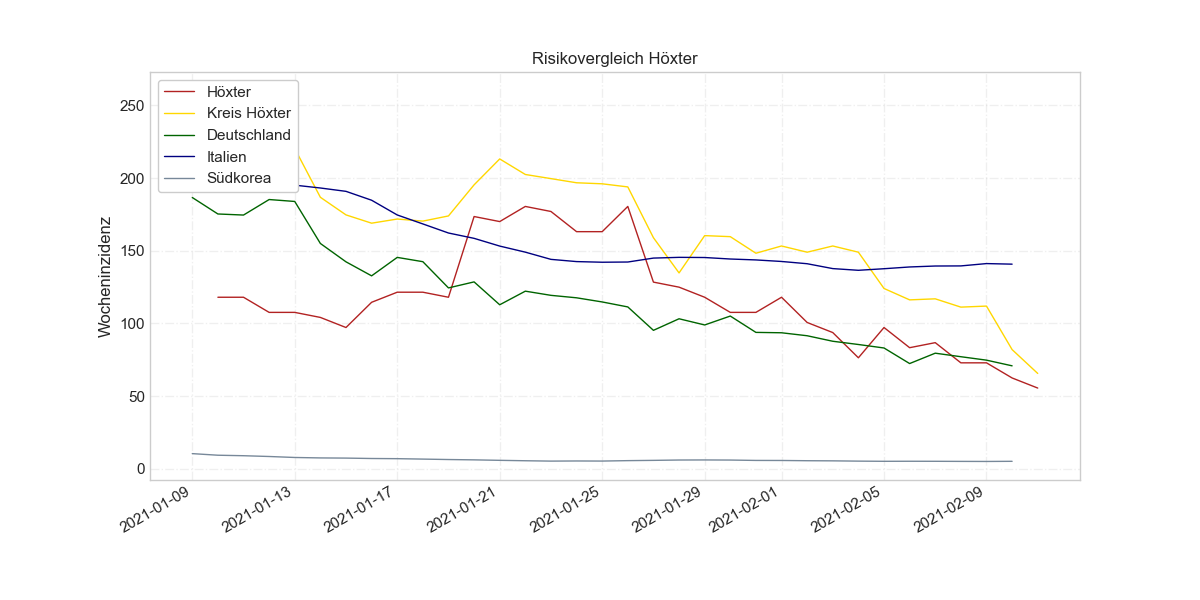 Risikovergleich Höxter
Wocheninzidenz
250
200
150
100
50
0
Höxter
Kreis Höxter
Deutschland
Italien
Südkorea
2021-01-09
2021-01-13
2021-01-17
2021-01-21
2021-01-25
2021-01-29
2021-02-01
2021-02-05
2021-02-09